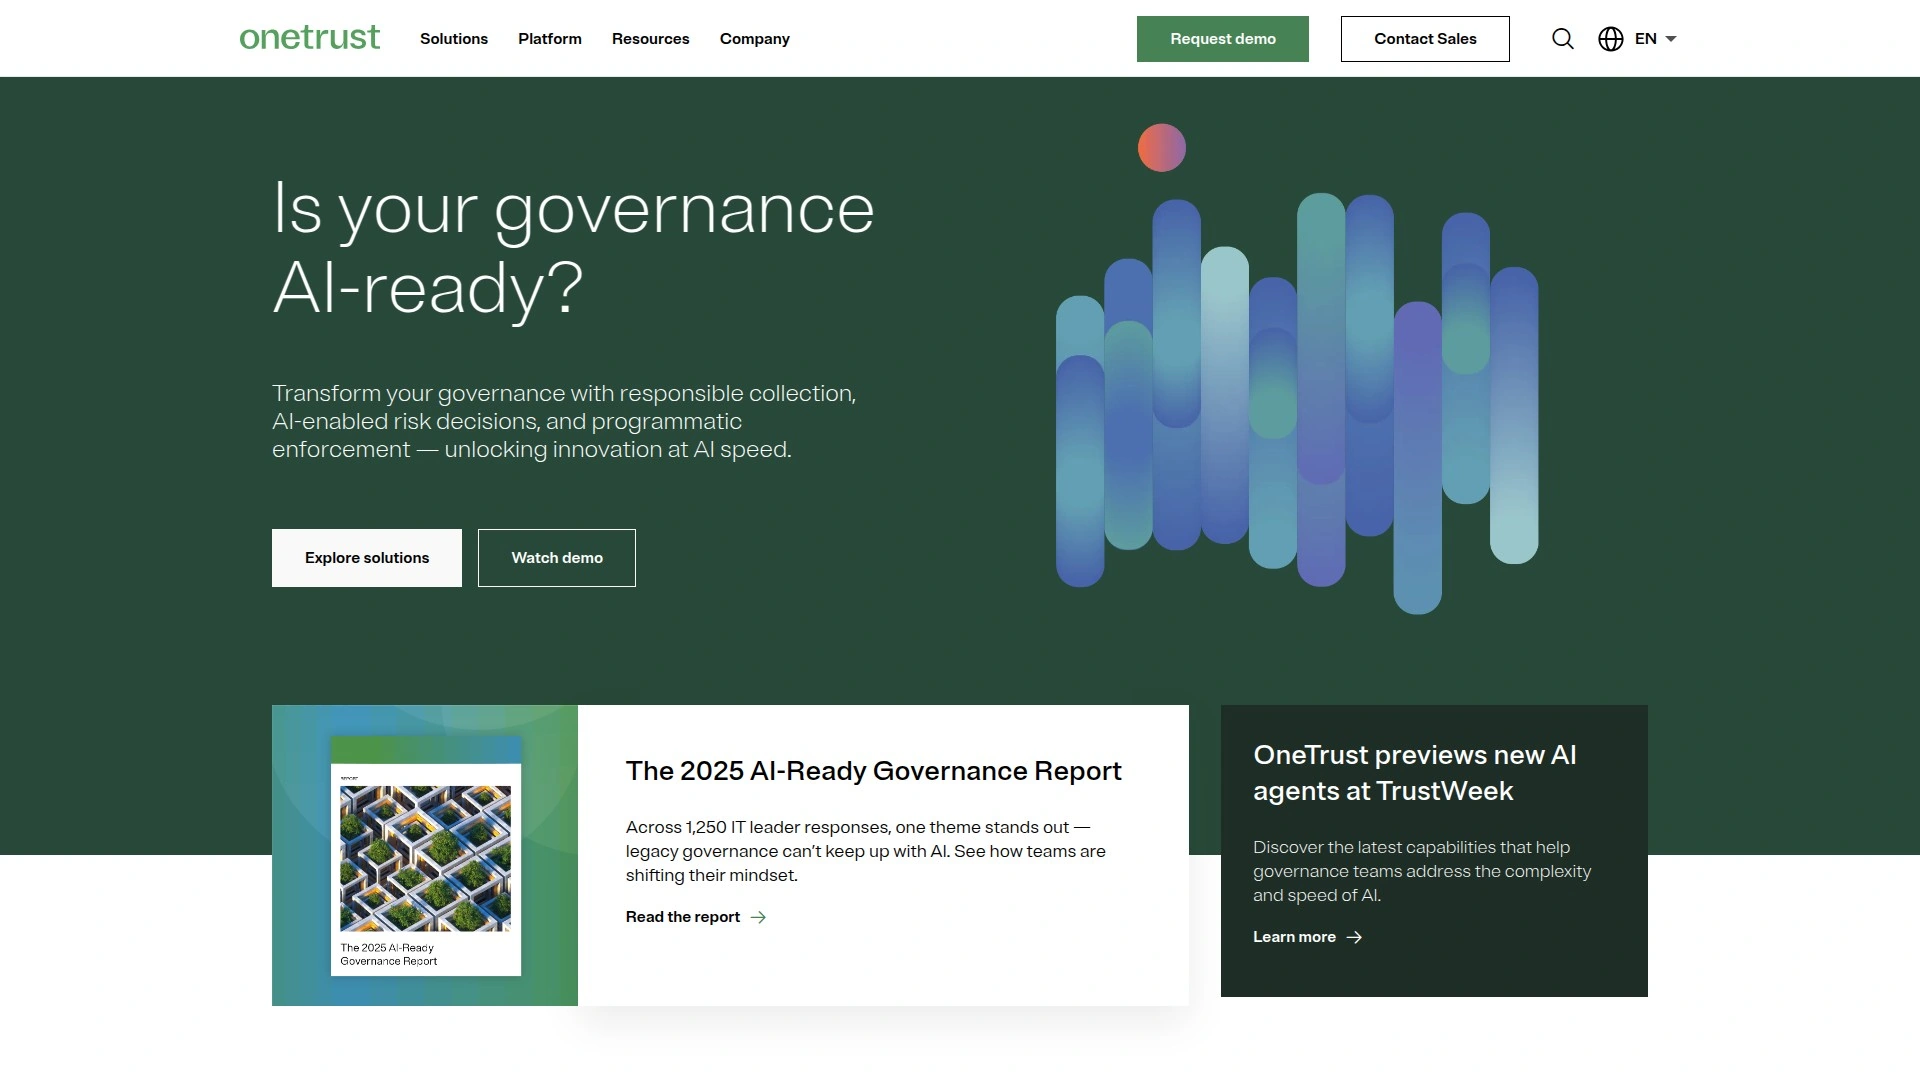 onetrust
Solutions
Platform
Resources
Company
Request demo
Contact Sales
EN
Is your governance
AI-ready?
Transform your governance with responsible collection,
AI-enabled risk decisions, and programmatic
enforcement — unlocking innovation at AI speed.
Explore solutions
Watch demo
REPORT
The 2025 AI-Ready
Governance Report
The 2025 AI-Ready Governance Report
Across 1,250 IT leader responses, one theme stands out —
legacy governance can’t keep up with AI. See how teams are
shifting their mindset.
Read the report
OneTrust previews new AI
agents at TrustWeek
Discover the latest capabilities that help
governance teams address the complexity
and speed of AI.
Learn more